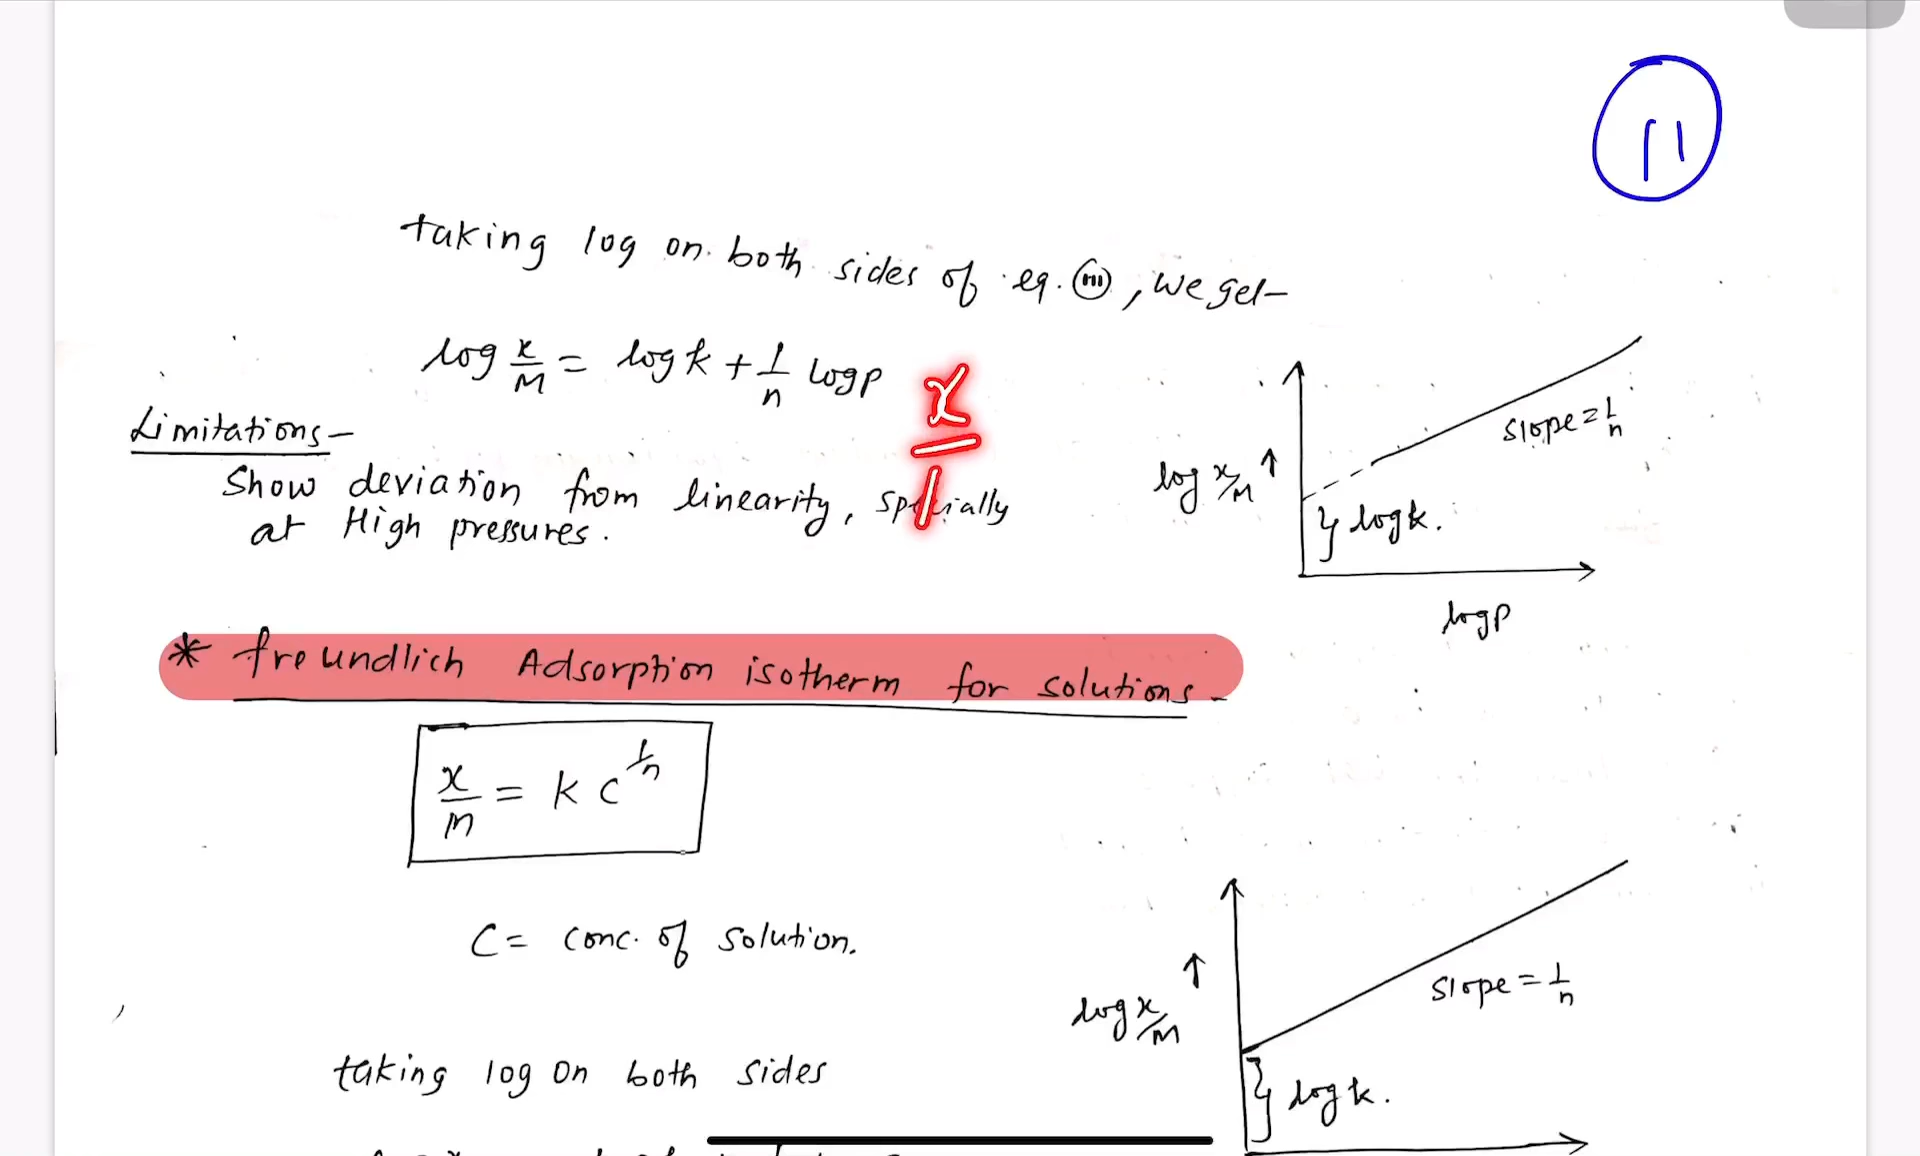 11
taking log on both sides of eq. (iii), we get-
log x/m = log k + 1/n log p
x
Limitations-
Show deviation from linearity, specially
at High pressures.
log x/m ↑
slope = 1/n
} log k.
log p
* freundlich Adsorption isotherm for solutions-
x/m = k c^1/n
C = conc. of solution.
log x/m ↑
slope = 1/n
} log k.
taking log on both sides